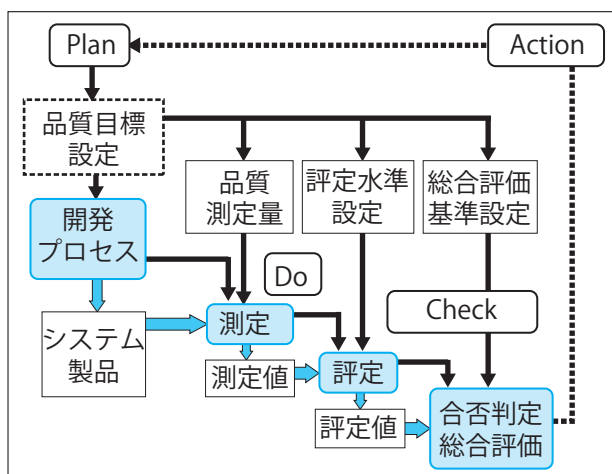 Plan
Action
品質目標
設定
品質
測定量
評定水準
設定
総合評価
基準設定
開発
プロセス
Do
Check
システム
製品
測定
測定値
評定
評定値
合否判定
総合評価